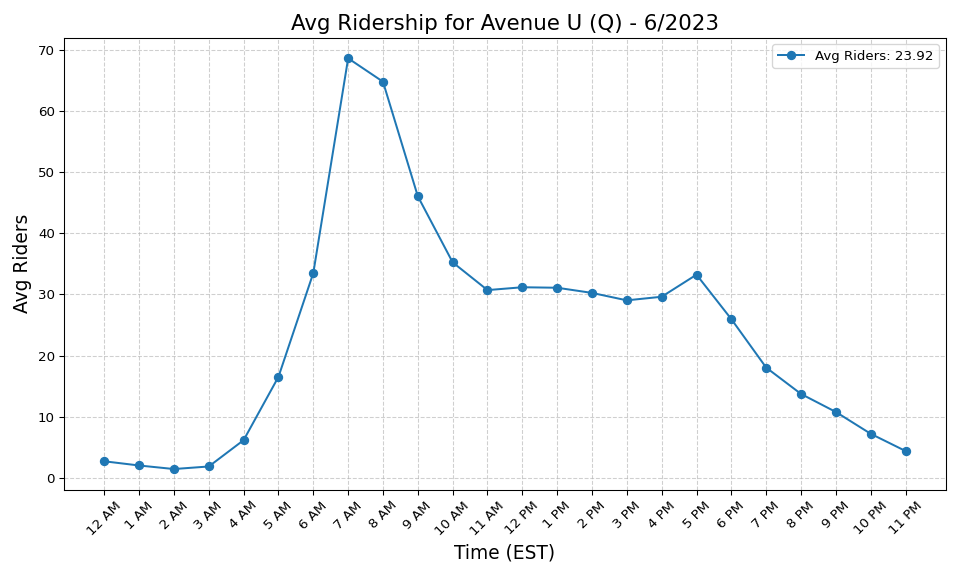 Avg Ridership for Avenue U (Q) - 6/2023
Avg Riders: 23.92
Avg Riders
70
60
50
40
30
20
10
0
12 AM
1 AM
2 AM
3 AM
4 AM
5 AM
6 AM
7 AM
8 AM
9 AM
10 AM
11 AM
12 PM
1 PM
2 PM
3 PM
4 PM
5 PM
6 PM
7 PM
8 PM
9 PM
10 PM
11 PM
Time (EST)